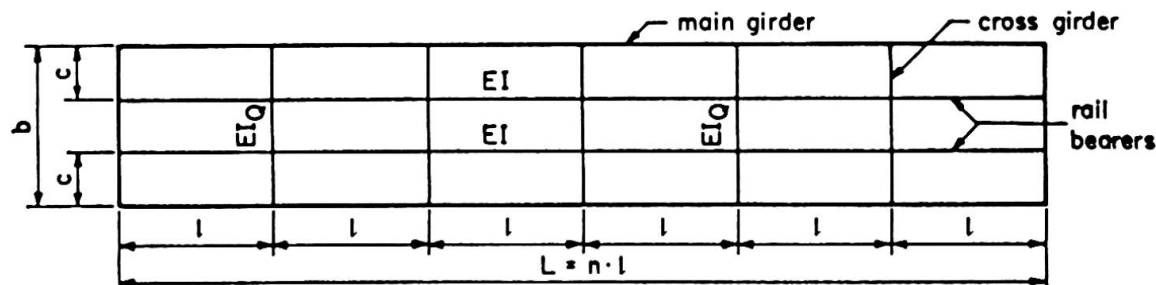 main girder
cross girder
c
EI
b
EI_Q
EI
EI_Q
rail
bearers
c
l
l
l
l
l
l
L = n · l